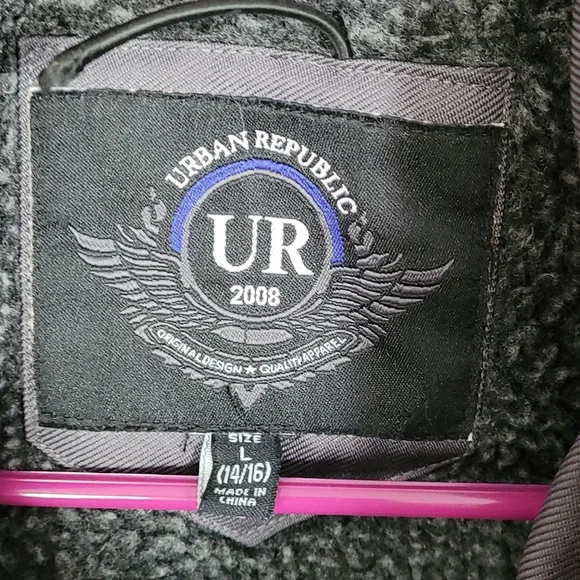 URBAN REPUBLIC
UR
2008
ORIGINAL DESIGN ★ QUALITY APPAREL
SIZE
L
(14/16)
MADE IN
CHINA